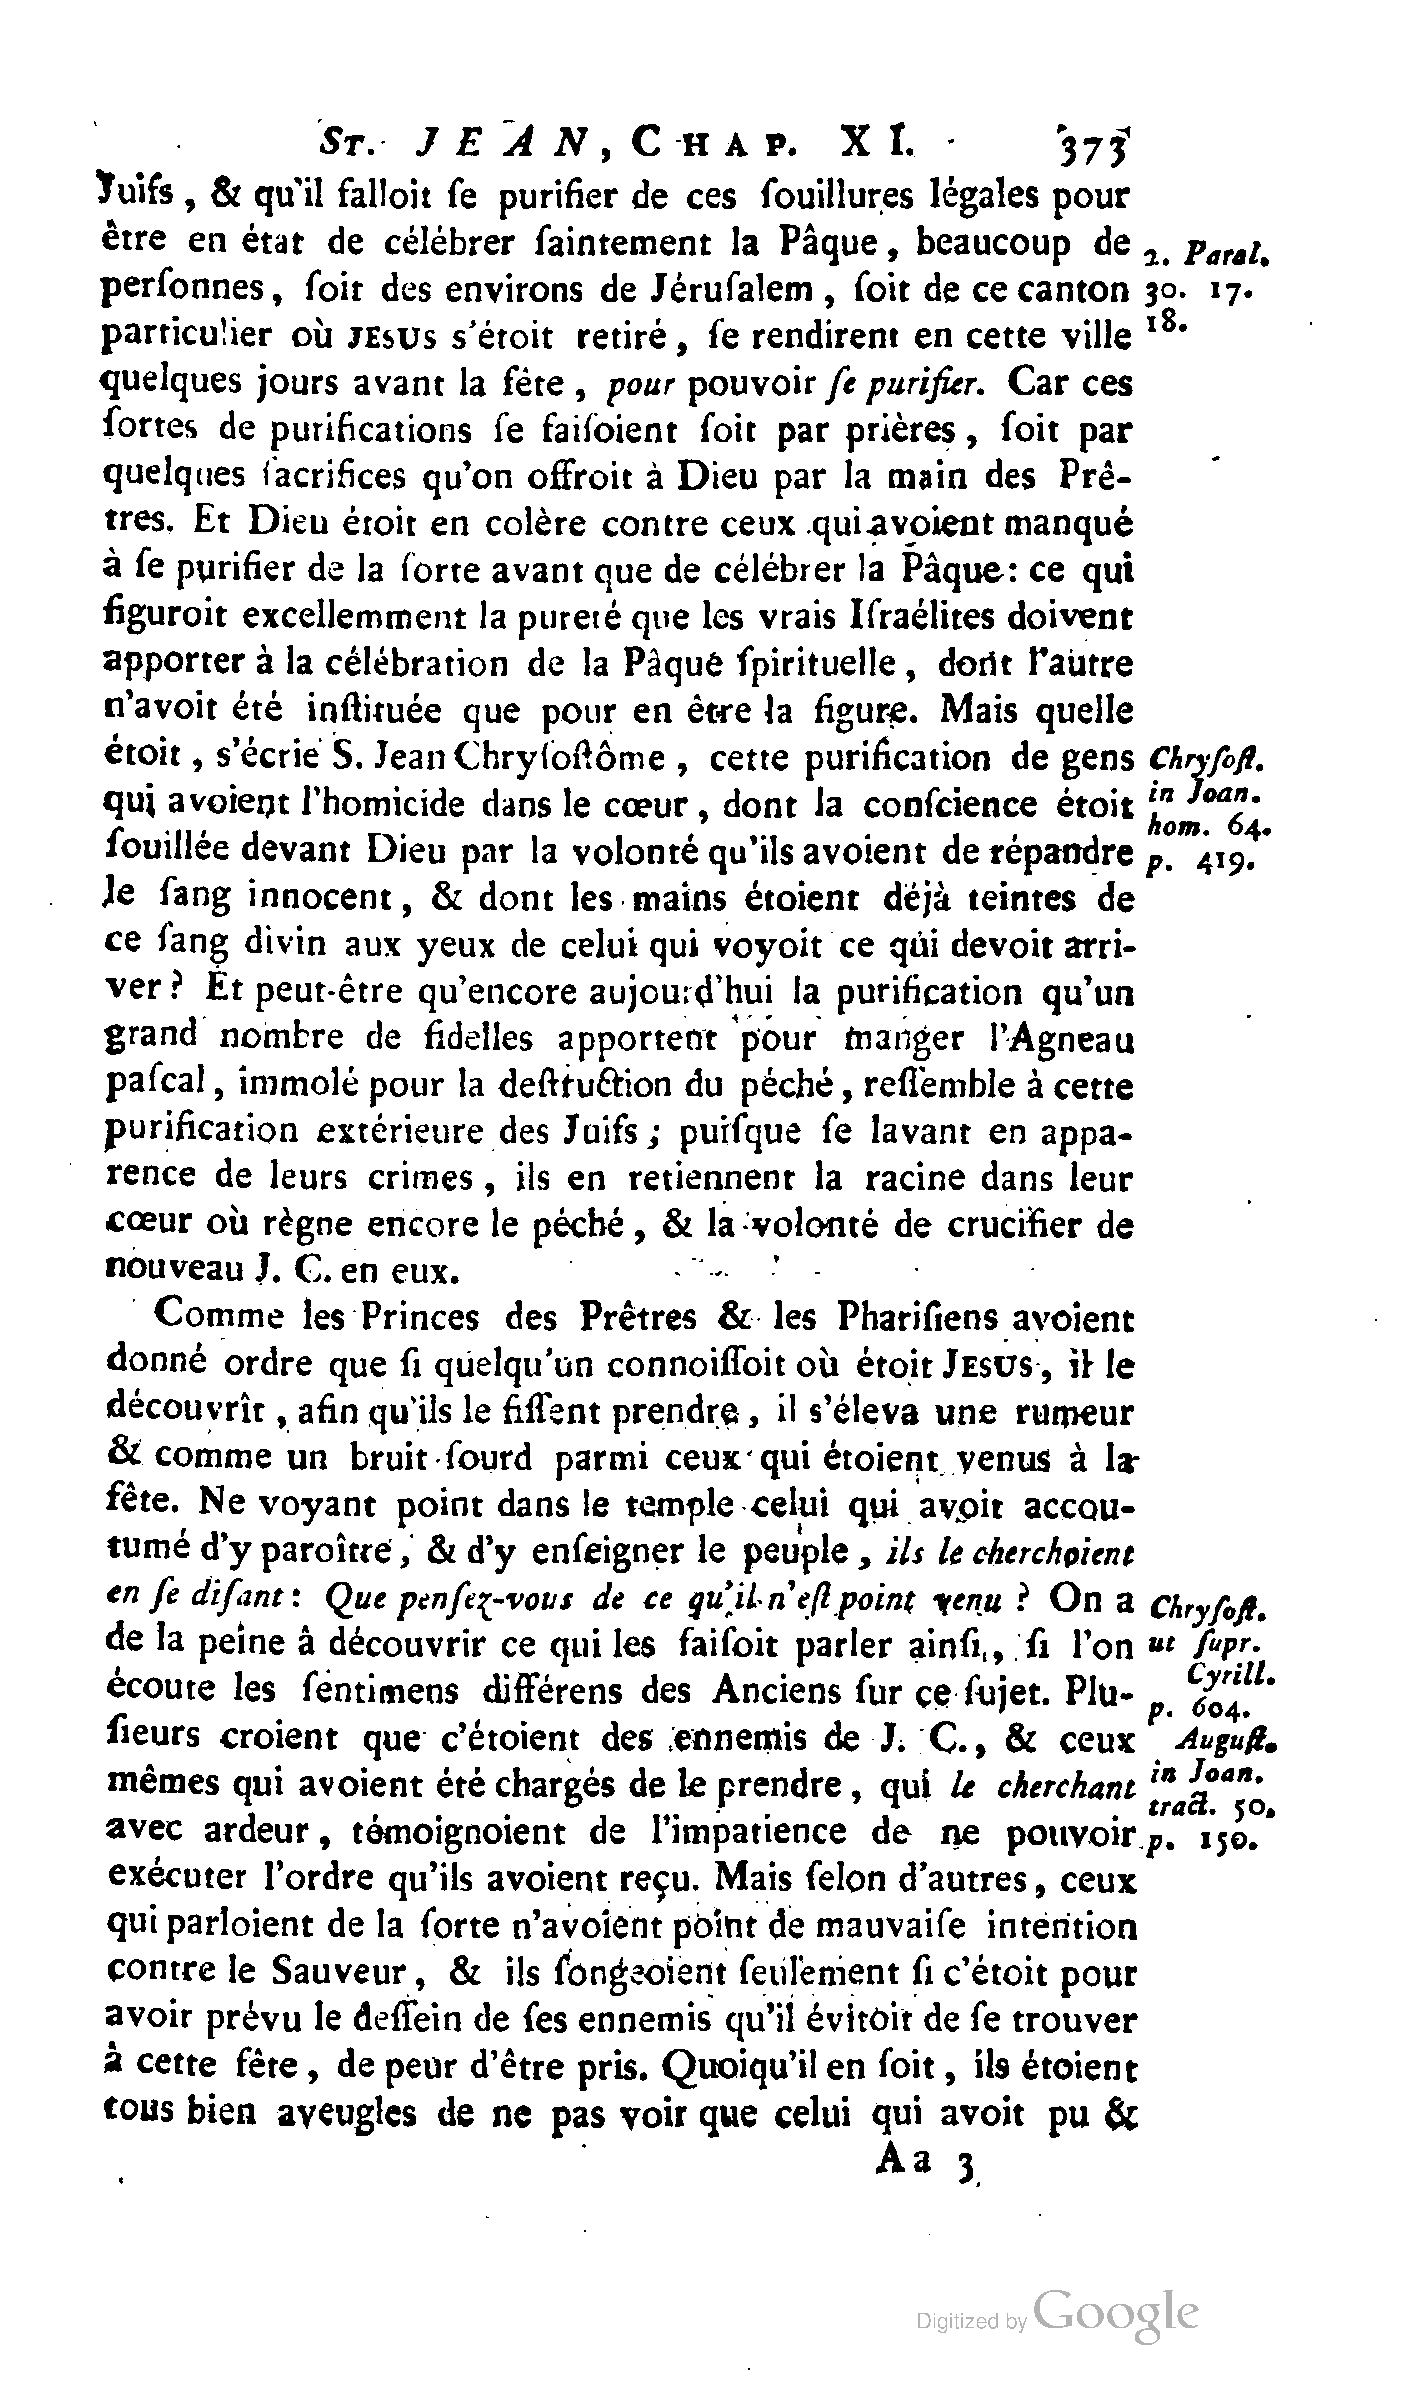 ST. JEAN, CHAP. XI. 373
Juifs, & qu'il falloit ſe purifier de ces ſouillures légales pour
être en état de célébrer ſaintement la Pâque, beaucoup de
perſonnes, ſoit des environs de Jéruſalem, ſoit de ce canton
particulier où JESUS s'étoit retiré, ſe rendirent en cette ville
quelques jours avant la fête, pour pouvoir ſe purifier. Car ces
ſortes de purifications ſe faiſoient ſoit par prières, ſoit par
quelques ſacrifices qu'on offroit à Dieu par la main des Prê-
tres. Et Dieu étoit en colère contre ceux qui avoient manqué
à ſe purifier de la ſorte avant que de célébrer la Pâque: ce qui
figuroit excellemment la pureté que les vrais Iſraélites doivent
apporter à la célébration de la Pâque ſpirituelle, dont l'autre
n'avoit été inſtituée que pour en être la figure. Mais quelle
étoit, s'écrie S. Jean Chryſoſtôme, cette purification de gens
qui avoient l'homicide dans le cœur, dont la conſcience étoit
ſouillée devant Dieu par la volonté qu'ils avoient de répandre
le ſang innocent, & dont les mains étoient déjà teintes de
ce ſang divin aux yeux de celui qui voyoit ce qui devoit arri-
ver? Et peut-être qu'encore aujourd'hui la purification qu'un
grand nombre de fidelles apportent pour manger l'Agneau
paſcal, immolé pour la deſtruction du péché, reſſemble à cette
purification extérieure des Juifs; puiſque ſe lavant en appa-
rence de leurs crimes, ils en retiennent la racine dans leur
cœur où règne encore le péché, & la volonté de crucifier de
nouveau J. C. en eux.
Comme les Princes des Prêtres & les Phariſiens avoient
donné ordre que ſi quelqu'un connoiſſoit où étoit JESUS, il le
découvrît, afin qu'ils le fiſſent prendre, il s'éleva une rumeur
& comme un bruit ſourd parmi ceux qui étoient venus à la
fête. Ne voyant point dans le temple celui qui avoit accou-
tumé d'y paroître, & d'y enſeigner le peuple, ils le cherchoient
en ſe diſant: Que penſez-vous de ce qu'il n'eſt point venu? On a
de la peine à découvrir ce qui les faiſoit parler ainſi, ſi l'on
écoute les ſentimens différens des Anciens ſur ce ſujet. Plu-
ſieurs croient que c'étoient des ennemis de J. C., & ceux
mêmes qui avoient été chargés de le prendre, qui le cherchant
avec ardeur, témoignoient de l'impatience de ne pouvoir
exécuter l'ordre qu'ils avoient reçu. Mais ſelon d'autres, ceux
qui parloient de la ſorte n'avoient point de mauvaiſe intention
contre le Sauveur, & ils ſongeoient ſeulement ſi c'étoit pour
avoir prévu le deſſein de ſes ennemis qu'il évitoit de ſe trouver
à cette fête, de peur d'être pris. Quoiqu'il en ſoit, ils étoient
tous bien aveugles de ne pas voir que celui qui avoit pu &
Aa 3
2. Paral.
30. 17.
18.
Chryſoſt.
in Joan.
hom. 64.
p. 419.
Chryſoſt.
ut ſupr.
Cyrill.
p. 604.
Auguſt.
in Joan.
tract. 50.
p. 150.
Digitized by Google